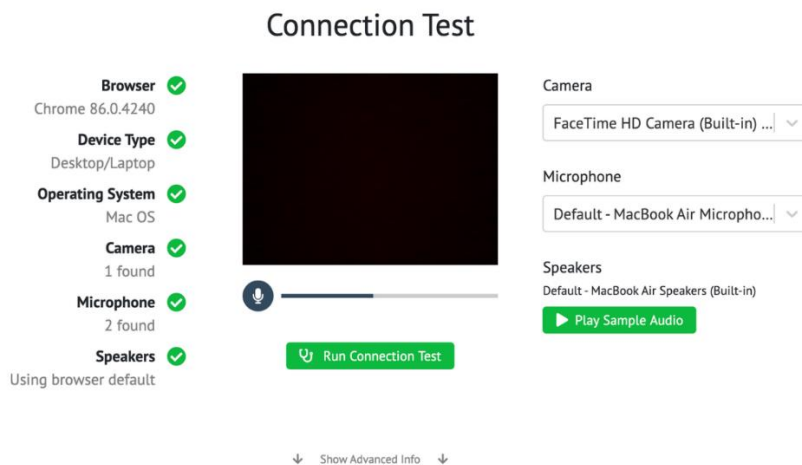 Connection Test
Browser
Chrome 86.0.4240
Device Type
Desktop/Laptop
Operating System
Mac OS
Camera
1 found
Microphone
2 found
Speakers
Using browser default
Run Connection Test
Camera
FaceTime HD Camera (Built-in) ...
Microphone
Default - MacBook Air Micropho...
Speakers
Default - MacBook Air Speakers (Built-in)
Play Sample Audio
Show Advanced Info